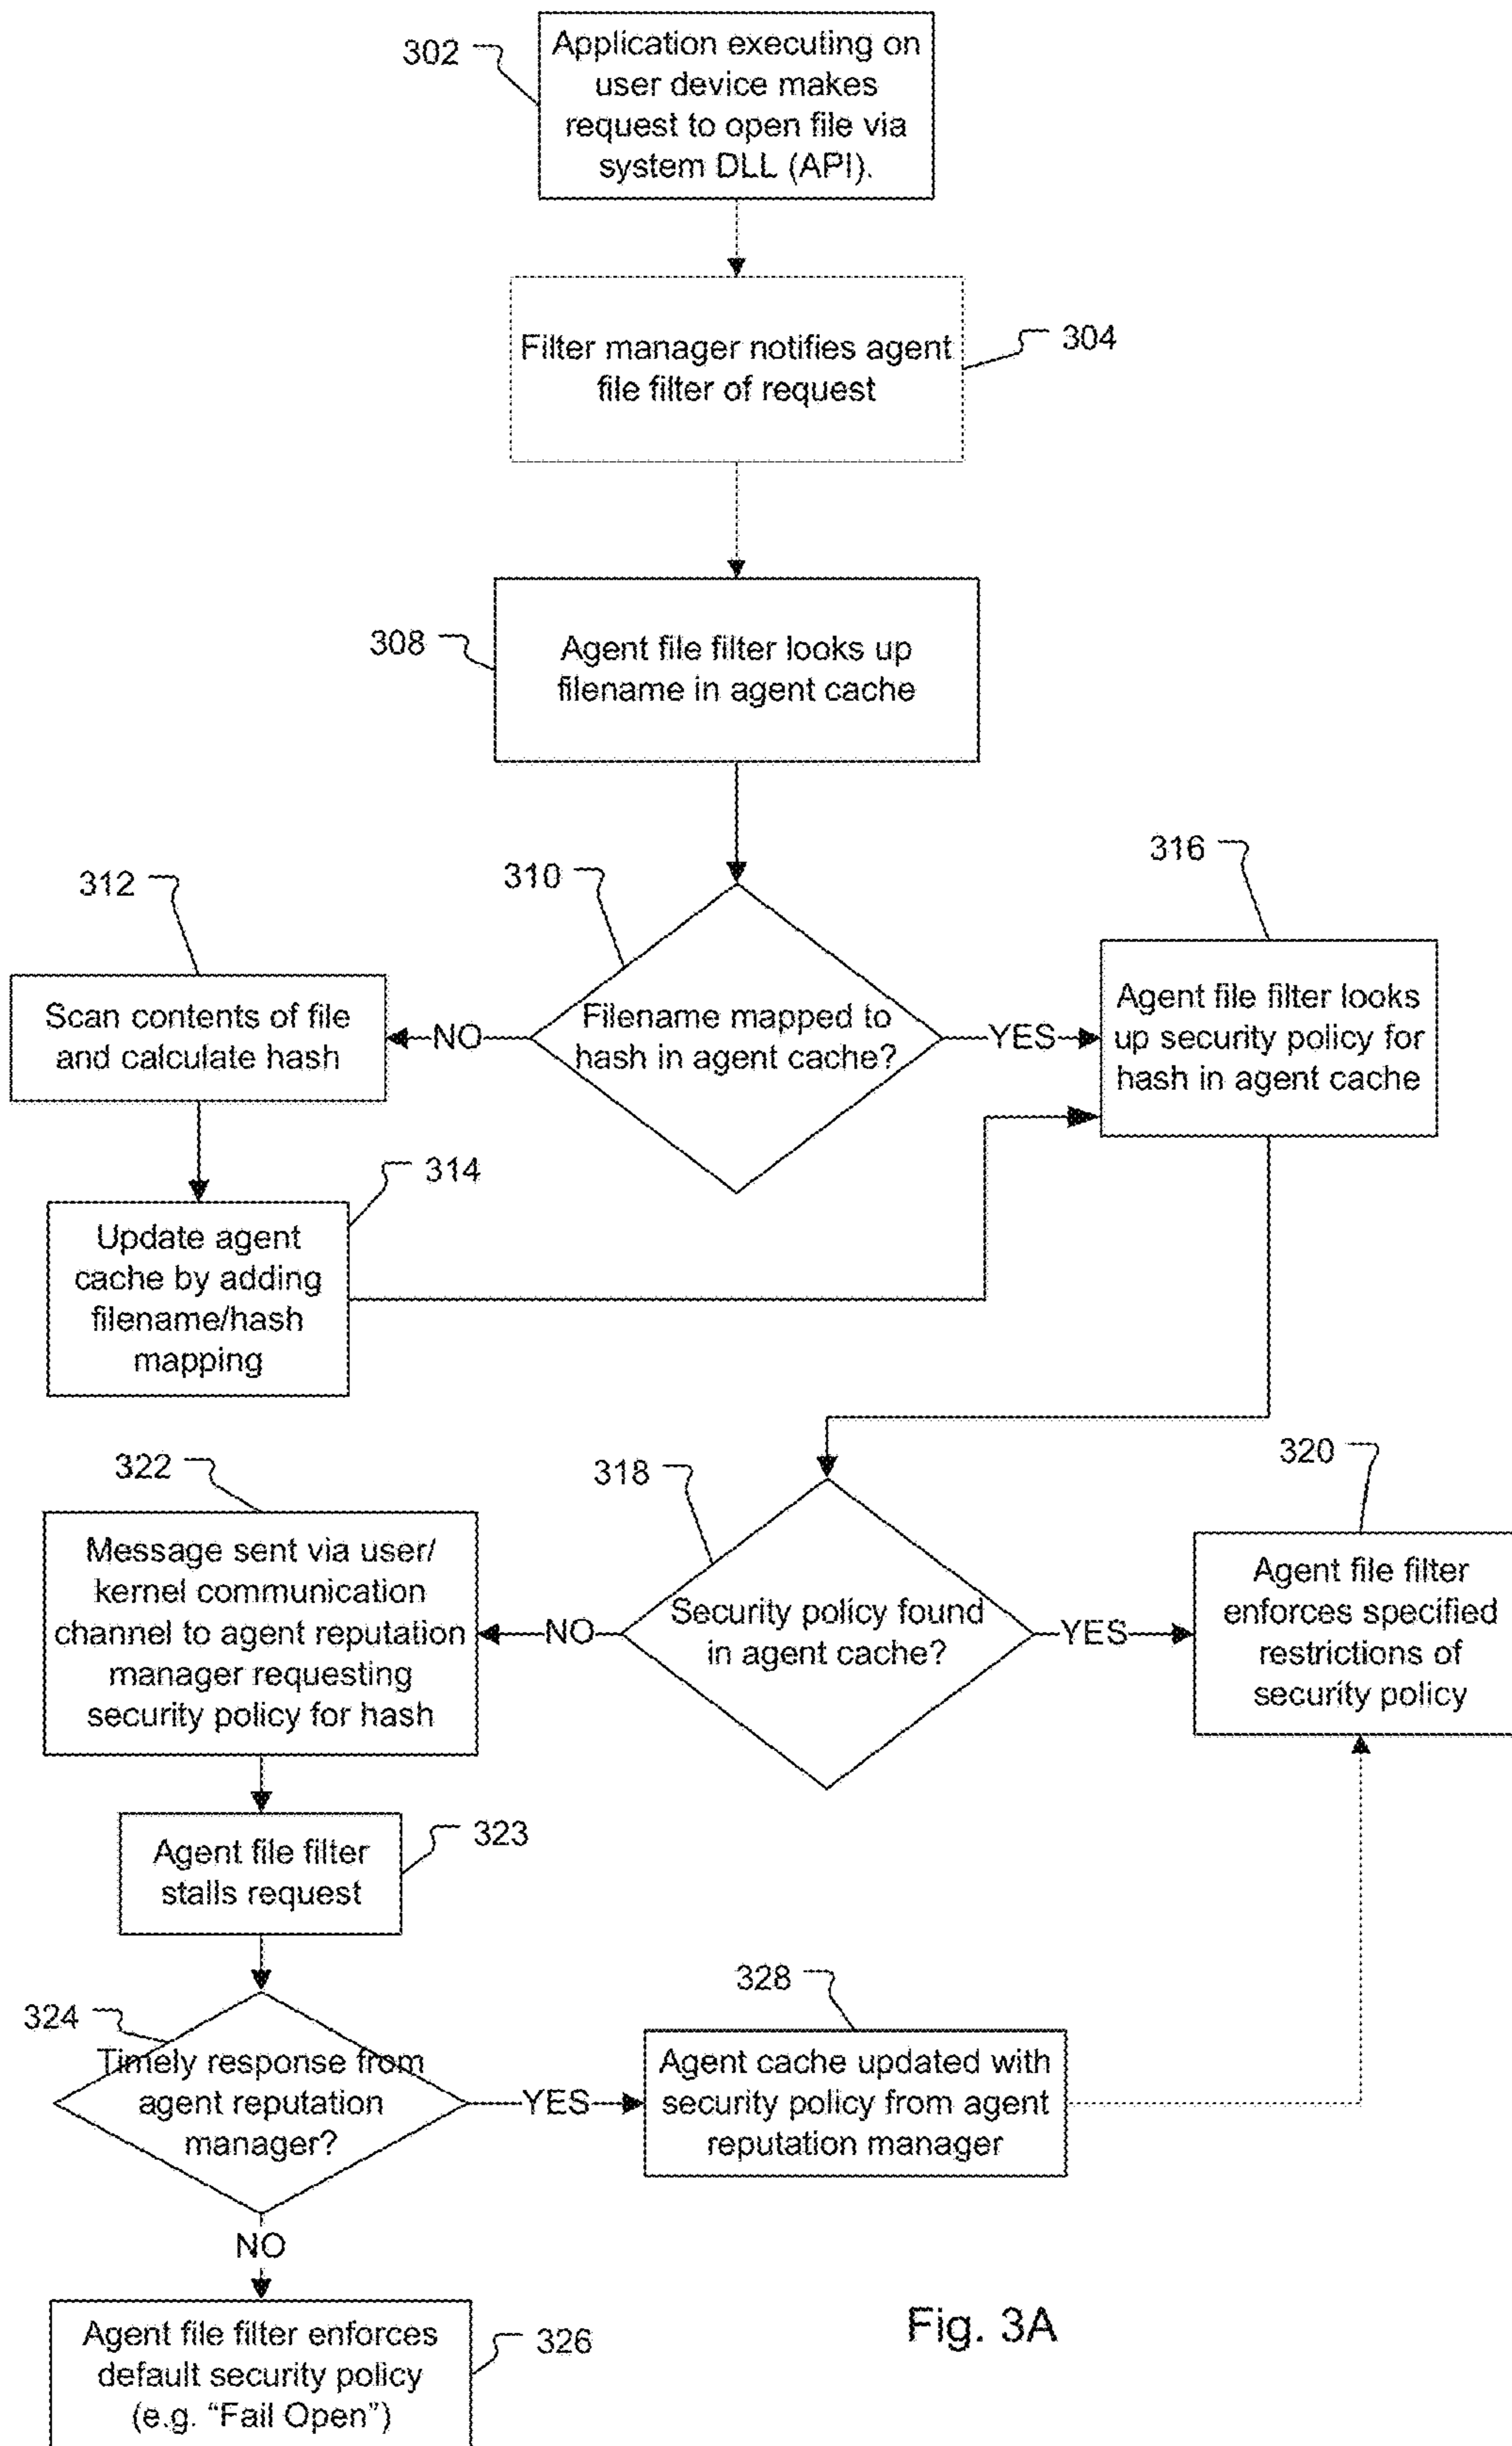 302
Application executing on
user device makes
request to open file via
system DLL (API).
Filter manager notifies agent
file filter of request
304
308
Agent file filter looks up
filename in agent cache
310
Filename mapped to
hash in agent cache?
NO
YES
312
Scan contents of file
and calculate hash
314
Update agent
cache by adding
filename/hash
mapping
316
Agent file filter looks
up security policy for
hash in agent cache
318
Security policy found
in agent cache?
NO
YES
320
Agent file filter
enforces specified
restrictions of
security policy
322
Message sent via user/
kernel communication
channel to agent reputation
manager requesting
security policy for hash
Agent file filter
stalls request
323
324
Timely response from
agent reputation
manager?
YES
328
Agent cache updated with
security policy from agent
reputation manager
NO
Agent file filter enforces
default security policy
(e.g. “Fail Open”)
326
Fig. 3A